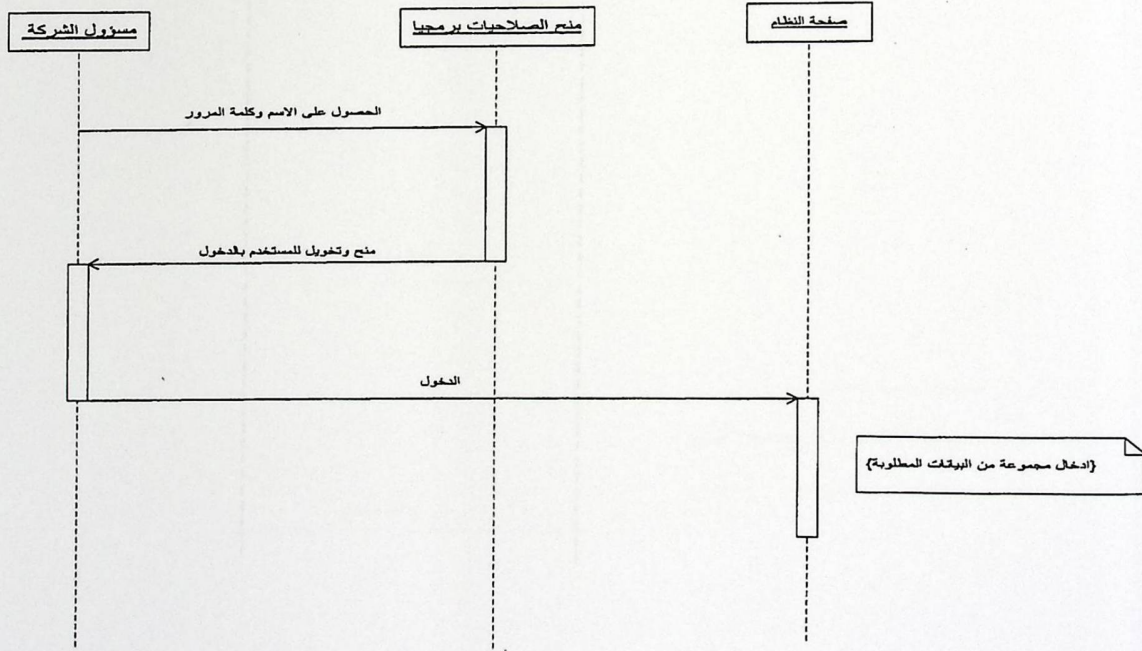 مسؤول الشركة
منح الصلاحيات برمجيا
صفحة النظام
الحصول على الاسم وكلمة المرور
منح وتخويل للمستخدم بالدخول
الدخول
{ادخال مجموعة من البيانات المطلوبة}